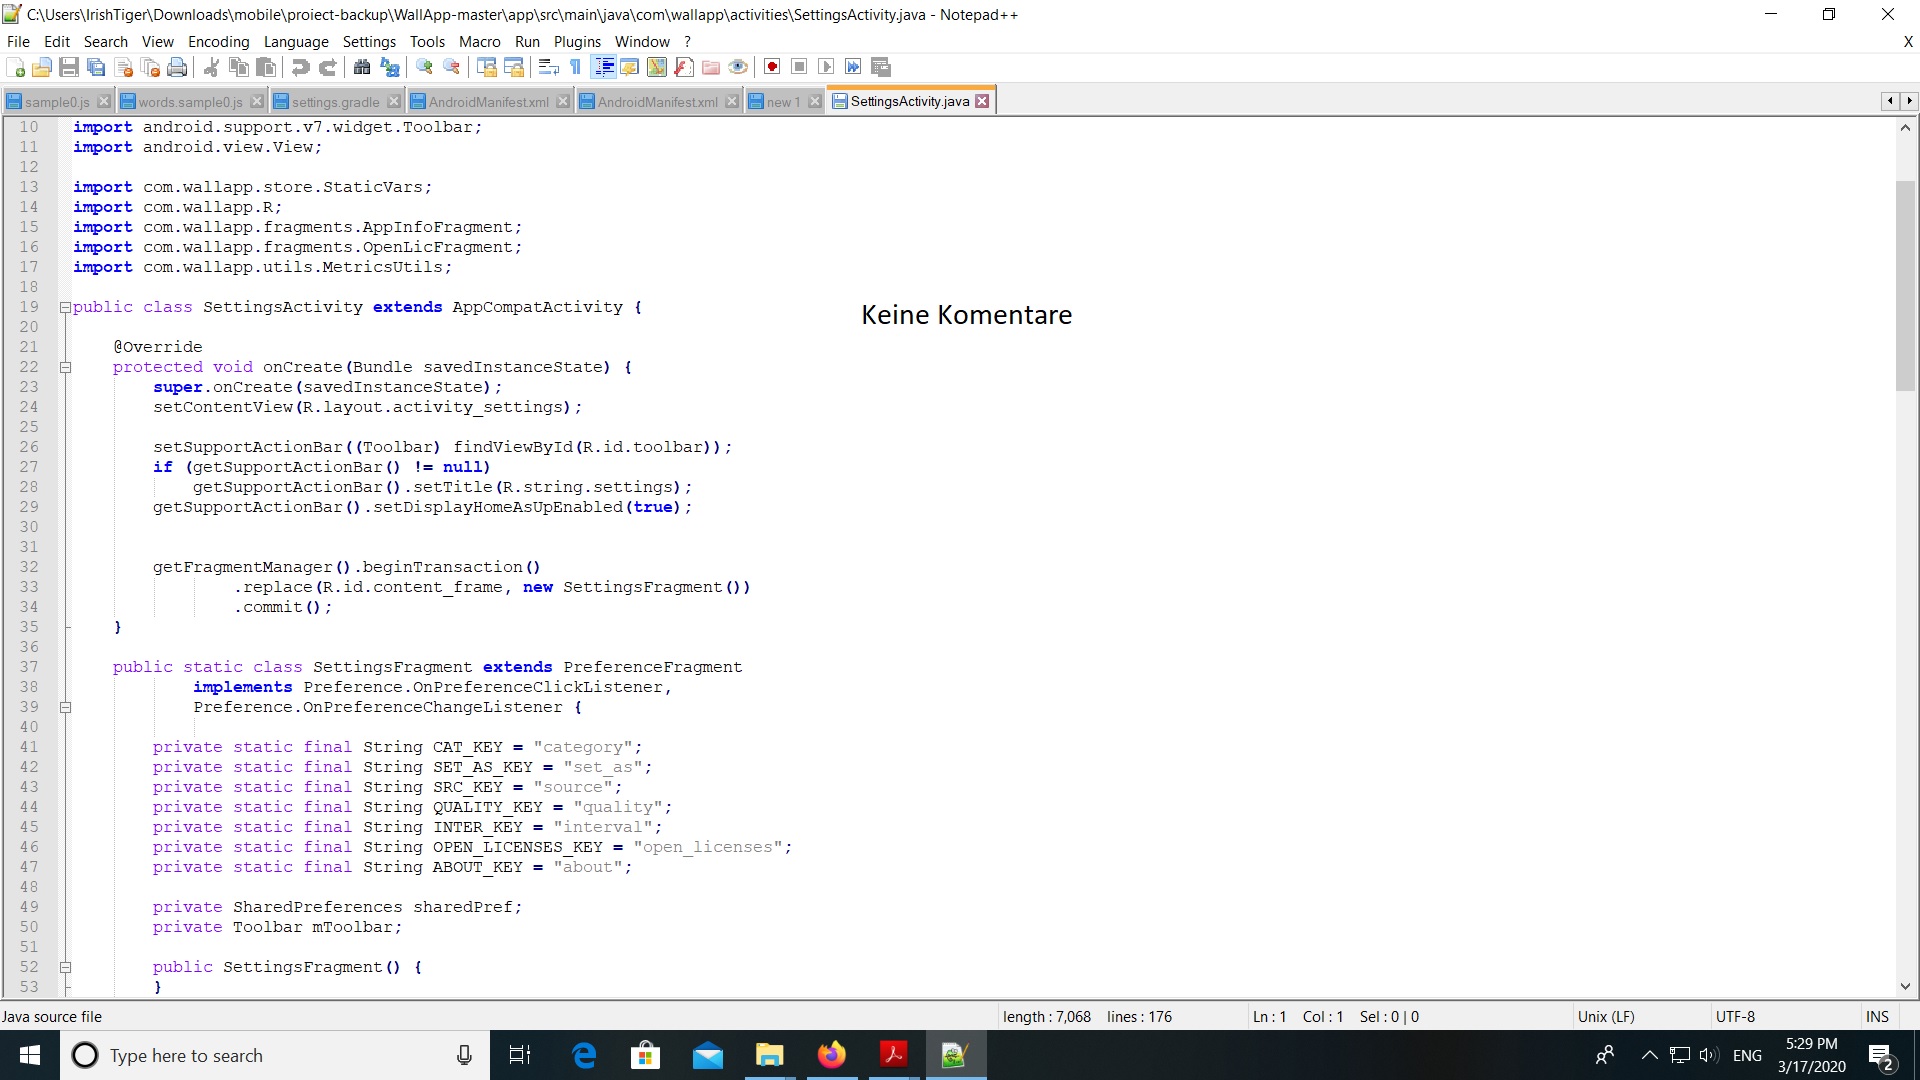 C:\Users\IrishTiger\Downloads\mobile\proiect-backup\WallApp-master\app\src\main\java\com\wallapp\activities\SettingsActivity.java - Notepad++
File Edit Search View Encoding Language Settings Tools Macro Run Plugins Window ? X
sample0.js words.sample0.js settings.gradle AndroidManifest.xml AndroidManifest.xml new 1 SettingsActivity.java
10 import android.support.v7.widget.Toolbar;
11 import android.view.View;
12
13 import com.wallapp.store.StaticVars;
14 import com.wallapp.R;
15 import com.wallapp.fragments.AppInfoFragment;
16 import com.wallapp.fragments.OpenLicFragment;
17 import com.wallapp.utils.MetricsUtils;
18
19 public class SettingsActivity extends AppCompatActivity {
Keine Komentare
20
21 @Override
22 protected void onCreate(Bundle savedInstanceState) {
23 super.onCreate(savedInstanceState);
24 setContentView(R.layout.activity_settings);
25
26 setSupportActionBar((Toolbar) findViewById(R.id.toolbar));
27 if (getSupportActionBar() != null)
28 getSupportActionBar().setTitle(R.string.settings);
29 getSupportActionBar().setDisplayHomeAsUpEnabled(true);
30
31
32 getFragmentManager().beginTransaction()
33 .replace(R.id.content_frame, new SettingsFragment())
34 .commit();
35 }
36
37 public static class SettingsFragment extends PreferenceFragment
38 implements Preference.OnPreferenceClickListener,
39 Preference.OnPreferenceChangeListener {
40
41 private static final String CAT_KEY = "category";
42 private static final String SET_AS_KEY = "set_as";
43 private static final String SRC_KEY = "source";
44 private static final String QUALITY_KEY = "quality";
45 private static final String INTER_KEY = "interval";
46 private static final String OPEN_LICENSES_KEY = "open_licenses";
47 private static final String ABOUT_KEY = "about";
48
49 private SharedPreferences sharedPref;
50 private Toolbar mToolbar;
51
52 public SettingsFragment() {
53 }
Java source file length : 7,068 lines : 176 Ln : 1 Col : 1 Sel : 0 | 0 Unix (LF) UTF-8 INS
Type here to search ENG 5:29 PM
3/17/2020 2